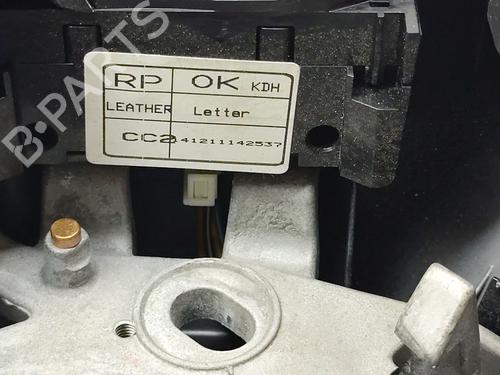 B-PARTS
RP OK KDH
LEATHER Letter
CC2 41211142537